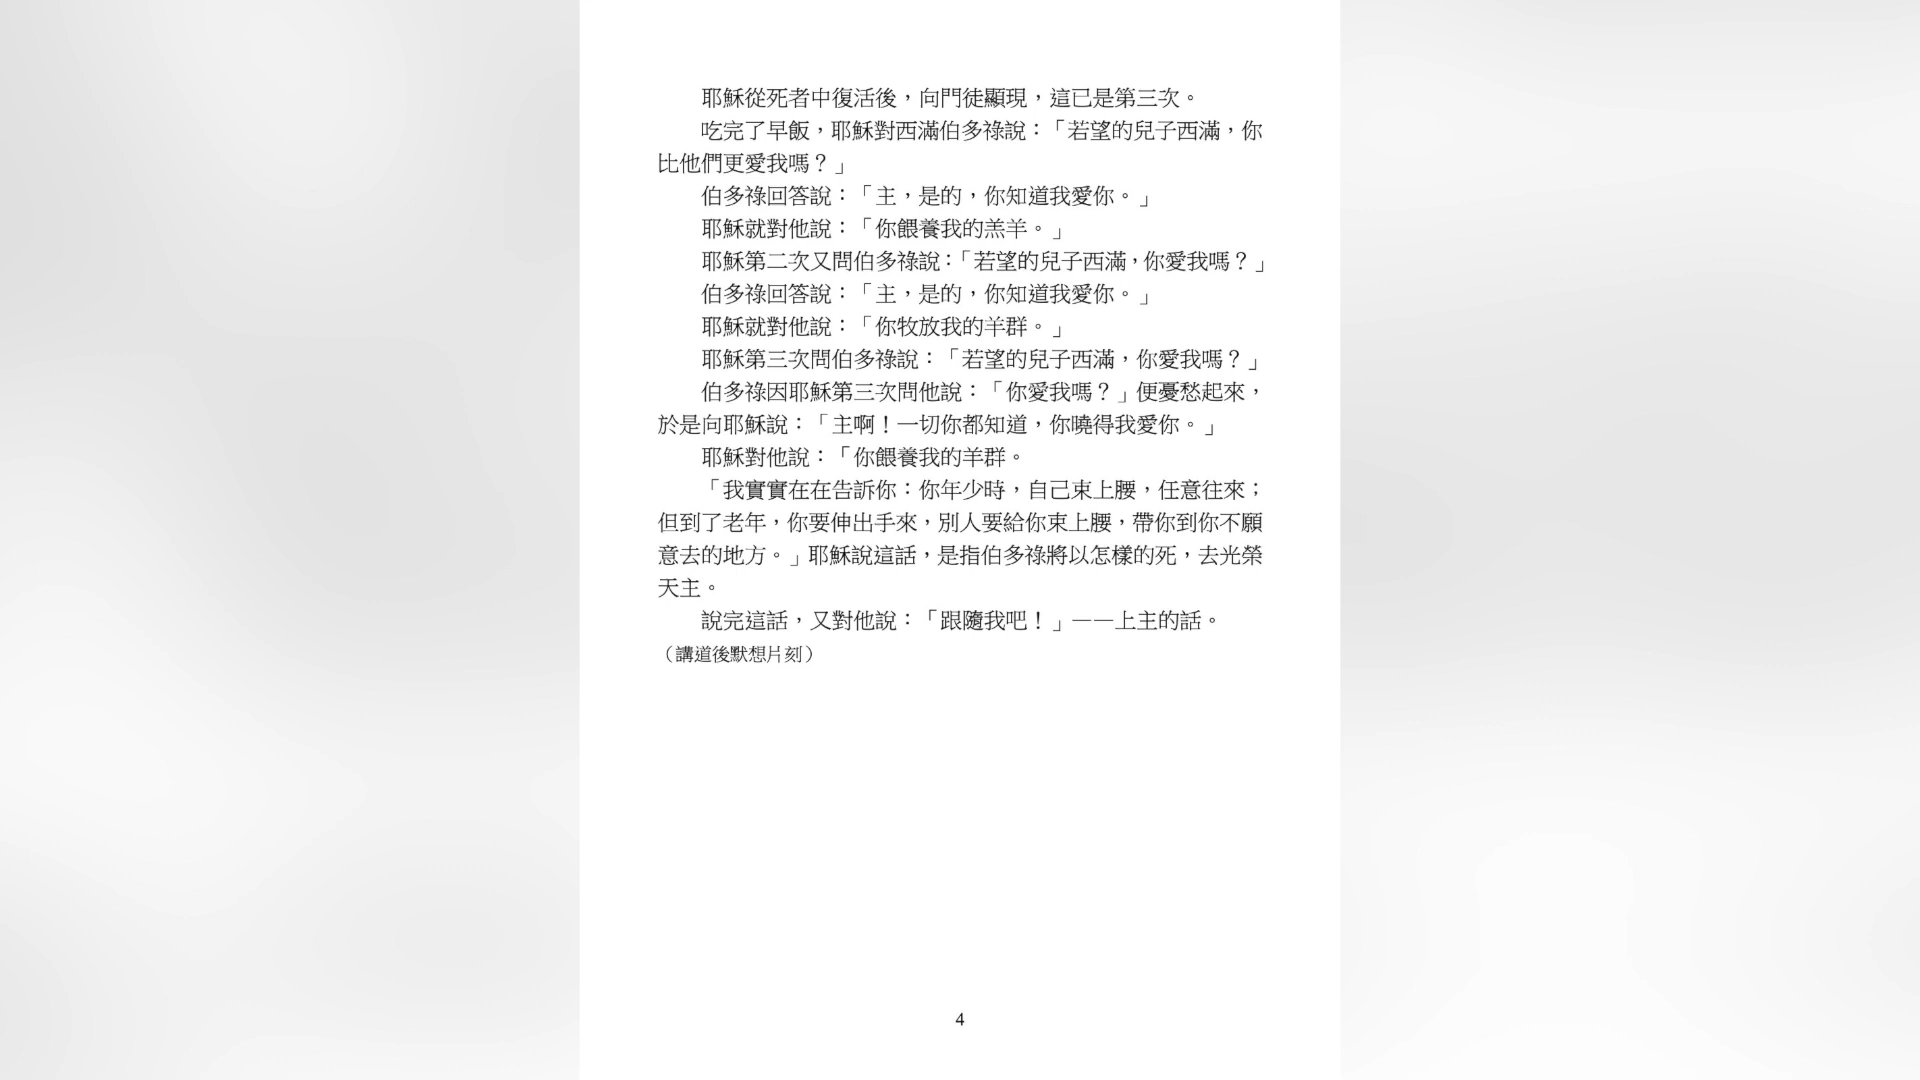 耶穌從死者中復活後，向門徒顯現，這已是第三次。
吃完了早飯，耶穌對西滿伯多祿說：「若望的兒子西滿，你
比他們更愛我嗎？」
伯多祿回答說：「主，是的，你知道我愛你。」
耶穌就對他說：「你餵養我的羔羊。」
耶穌第二次又問伯多祿說：「若望的兒子西滿，你愛我嗎？」
伯多祿回答說：「主，是的，你知道我愛你。」
耶穌就對他說：「你牧放我的羊群。」
耶穌第三次問伯多祿說：「若望的兒子西滿，你愛我嗎？」
伯多祿因耶穌第三次問他說：「你愛我嗎？」便憂愁起來，
於是向耶穌說：「主啊！一切你都知道，你曉得我愛你。」
耶穌對他說：「你餵養我的羊群。
「我實實在在告訴你：你年少時，自己束上腰，任意往來；
但到了老年，你要伸出手來，別人要給你束上腰，帶你到你不願
意去的地方。」耶穌說這話，是指伯多祿將以怎樣的死，去光榮
天主。
說完這話，又對他說：「跟隨我吧！」——上主的話。
（講道後默想片刻）
4